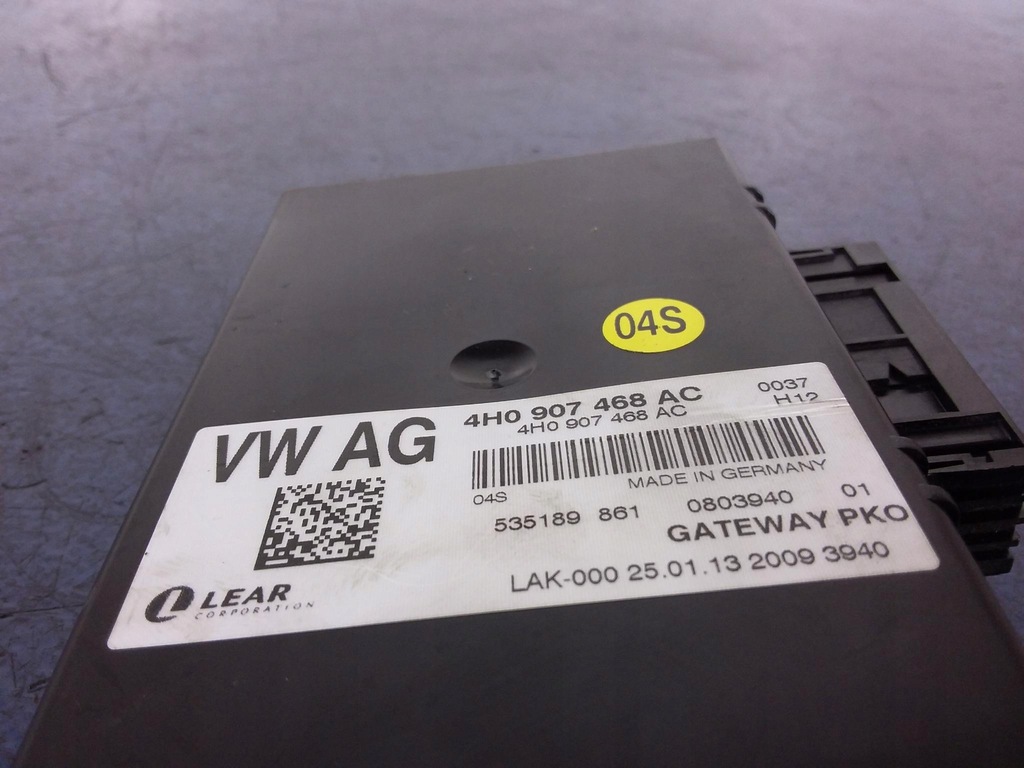 04S
VW AG
4H0 907 468 AC
4H0 907 468 AC
0037
H12
04S
MADE IN GERMANY
535189 861
0803940 01
GATEWAY PKO
LAK-000 25.01.13 2009 3940
LEAR
CORPORATION